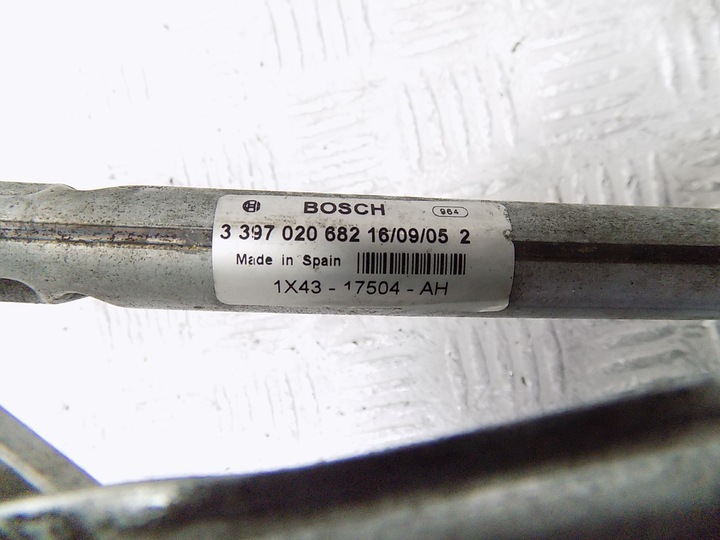 BOSCH 964
3 397 020 682 16/09/05 2
Made in Spain
1X43 - 17504 - AH